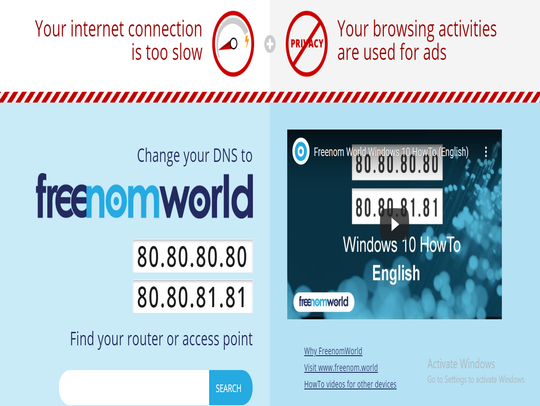 Your internet connection
is too slow
+
PRIVACY
Your browsing activities
are used for ads
Change your DNS to
freenomworld
80.80.80.80
80.80.81.81
Find your router or access point
SEARCH
Freenom World Windows 10 HowTo (English)
80.80.80.80
80.80.81.81
Windows 10 HowTo
English
freenomworld
Why FreenomWorld
Visit www.freenom.world
HowTo videos for other devices
Activate Windows
Go to Settings to activate Windows.